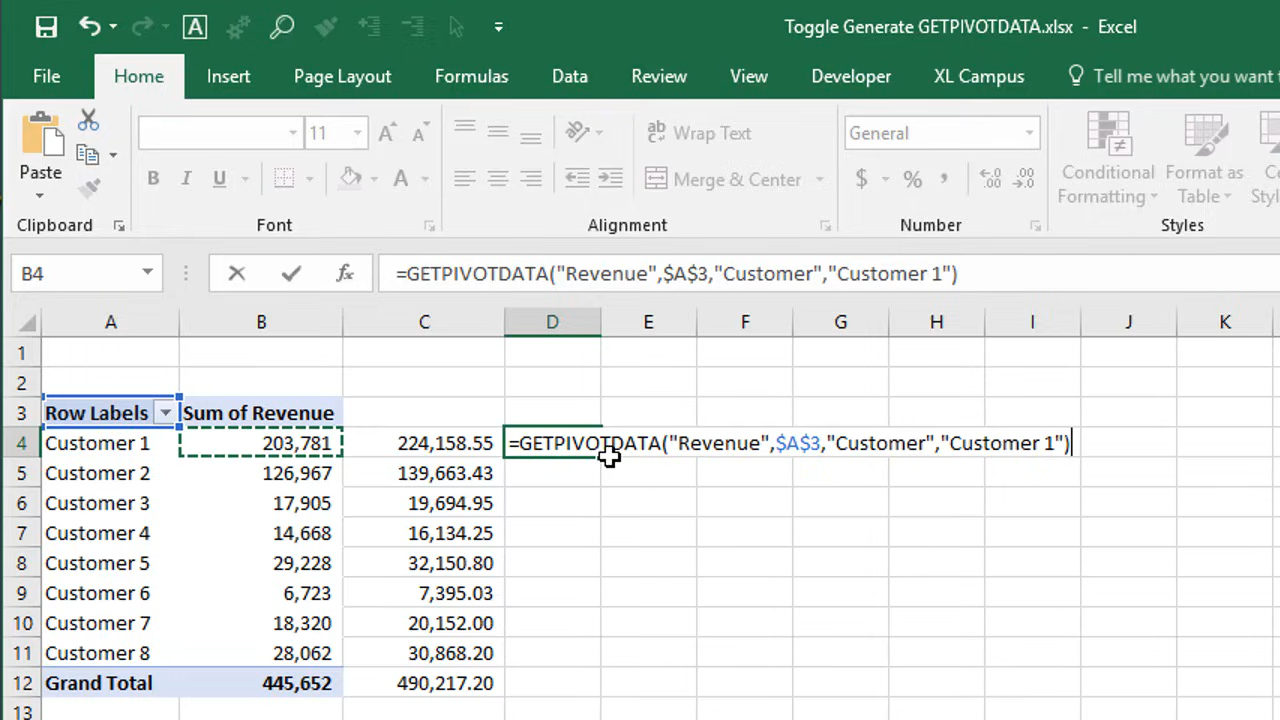 Toggle Generate GETPIVOTDATA.xlsx - Excel
File Home Insert Page Layout Formulas Data Review View Developer XL Campus Tell me what you want t
11 A A ab Wrap Text General
Paste B I U A Merge & Center $ % , Conditional Formatting Format as Table
Clipboard Font Alignment Number Styles
B4 fx =GETPIVOTDATA("Revenue",$A$3,"Customer","Customer 1")
A B C D E F G H I J K
1
2
3 Row Labels Sum of Revenue
4 Customer 1 203,781 224,158.55 =GETPIVOTDATA("Revenue",$A$3,"Customer","Customer 1")
5 Customer 2 126,967 139,663.43
6 Customer 3 17,905 19,694.95
7 Customer 4 14,668 16,134.25
8 Customer 5 29,228 32,150.80
9 Customer 6 6,723 7,395.03
10 Customer 7 18,320 20,152.00
11 Customer 8 28,062 30,868.20
12 Grand Total 445,652 490,217.20
13